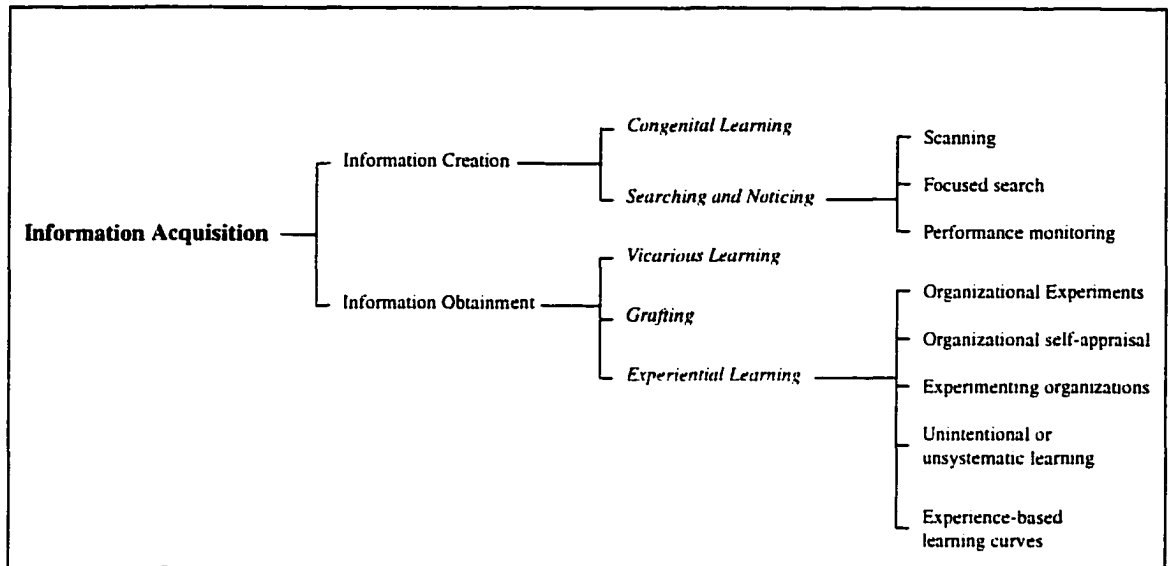 Information Acquisition
Information Creation
Congenital Learning
Searching and Noticing
Scanning
Focused search
Performance monitoring
Information Obtainment
Vicarious Learning
Grafting
Experiential Learning
Organizational Experiments
Organizational self-appraisal
Experimenting organizations
Unintentional or
unsystematic learning
Experience-based
learning curves